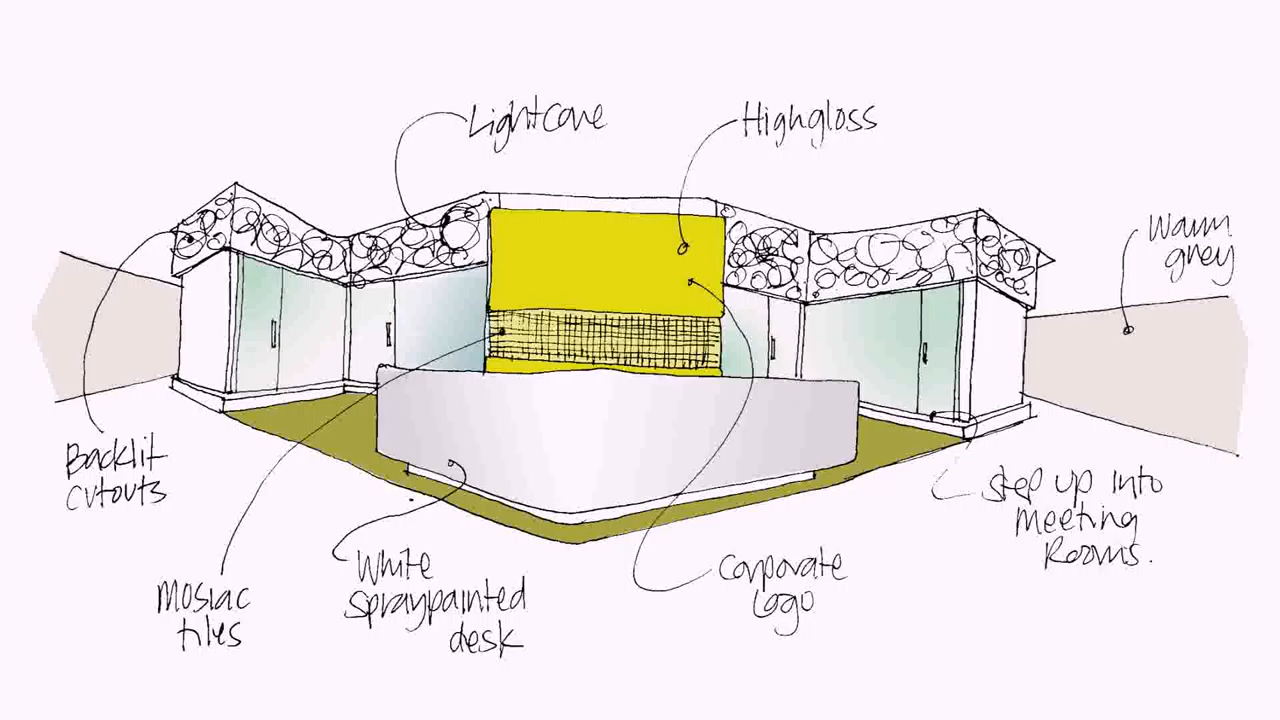 Lightcove
Highgloss
Warm
grey
Backlit
cutouts
Step up into
Meeting
Rooms.
White
Spraypainted
desk
Corporate
Logo
Mosiac
tiles